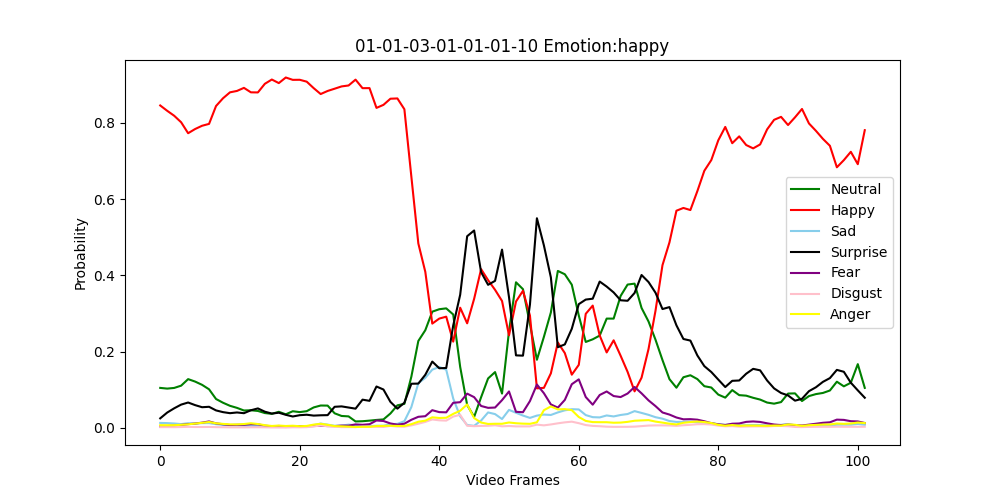 01-01-03-01-01-01-10 Emotion:happy
Probability
0.8
0.6
0.4
0.2
0.0
0
20
40
60
80
100
Video Frames
Neutral
Happy
Sad
Surprise
Fear
Disgust
Anger